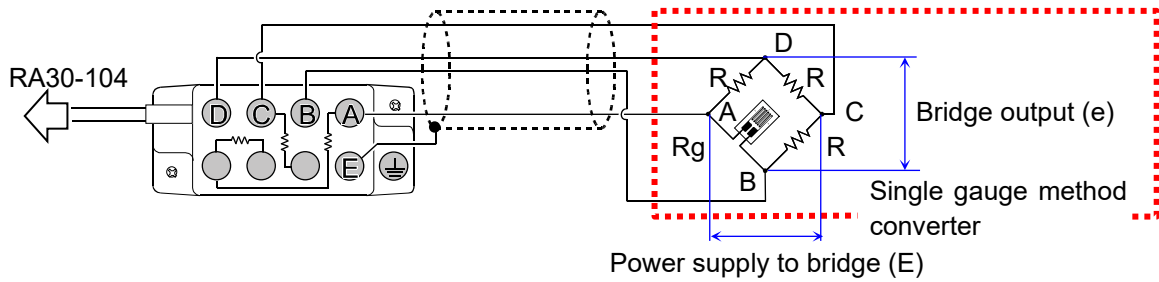 RA30-104
D
C
B
A
E
D
R
R
A
C
Rg
R
B
Bridge output (e)
Single gauge method
converter
Power supply to bridge (E)